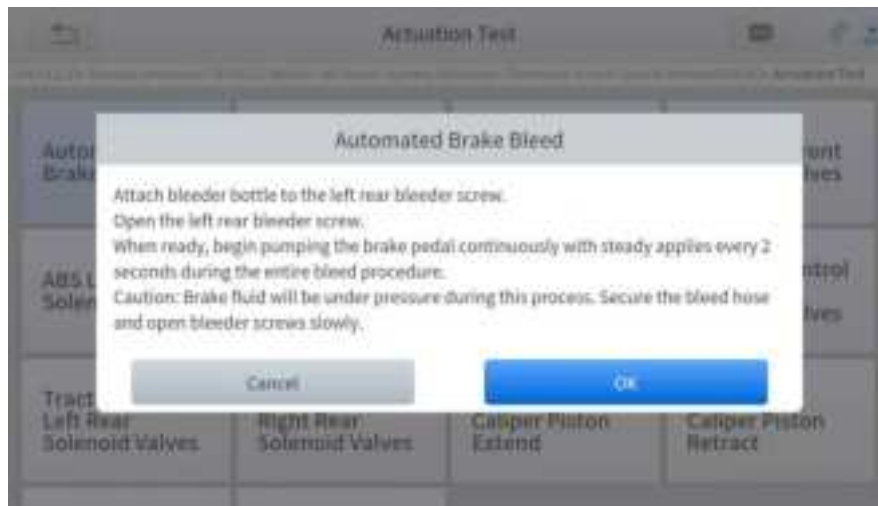 Actuation Test
Actuation Test
Automated Brake Bleed
Attach bleeder bottle to the left rear bleeder screw.
Open the left rear bleeder screw.
When ready, begin pumping the brake pedal continuously with steady applies every 2
seconds during the entire bleed procedure.
Caution: Brake fluid will be under pressure during this process. Secure the bleed hose
and open bleeder screws slowly.
Cancel
OK
Left Rear
Solenoid Valves
Right Rear
Solenoid Valves
Caliper Piston
Extend
Caliper Piston
Retract